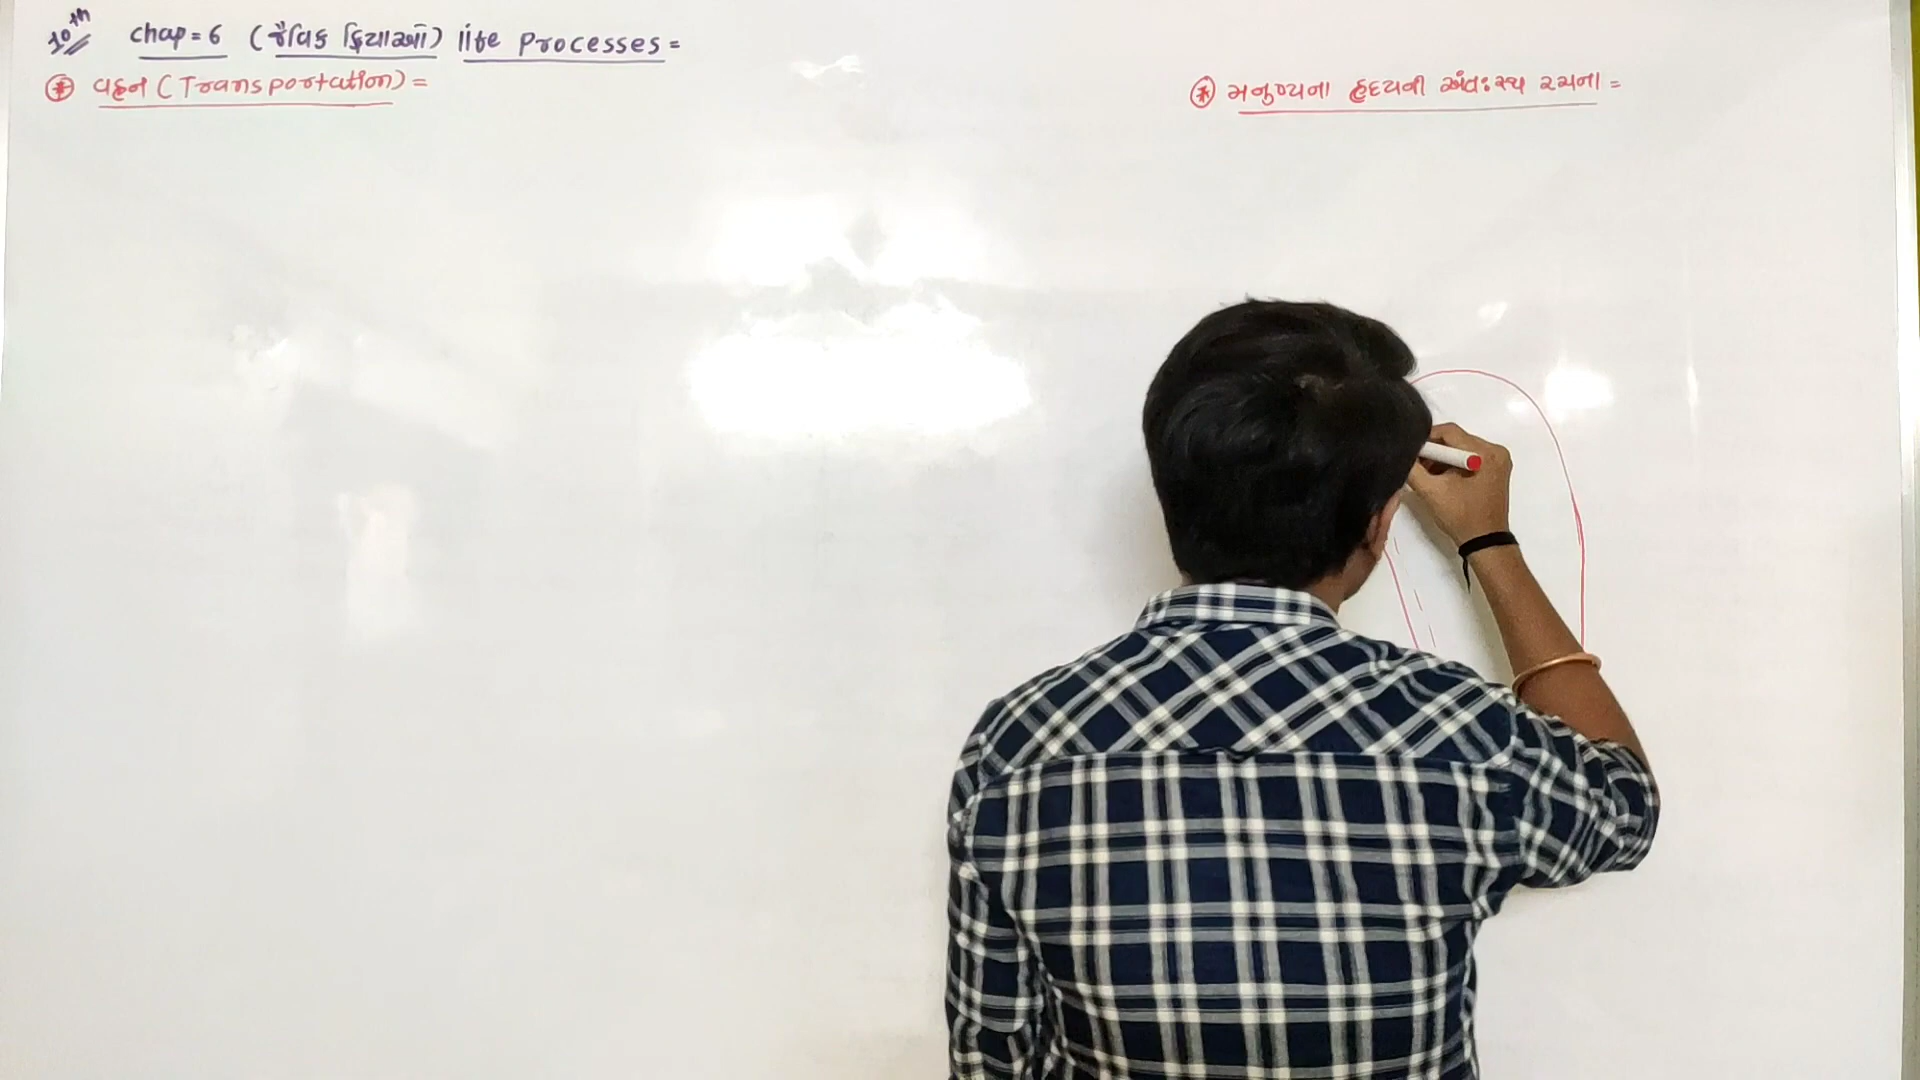 10th chap = 6 (જૈવિક ક્રિયાઓ) life Processes =
* વહન (Transportation) =
* મનુષ્યના હૃદયની અંતઃસ્થ રચના =